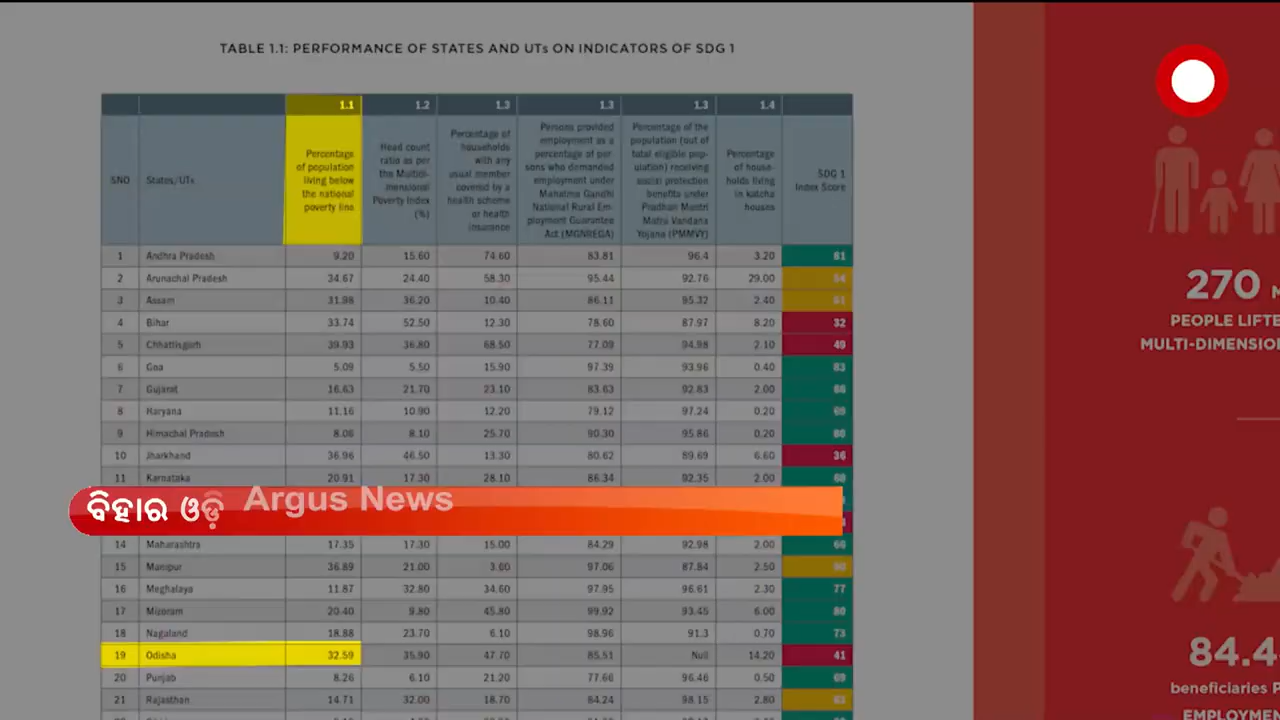 TABLE 1.1: PERFORMANCE OF STATES AND UTs ON INDICATORS OF SDG 1
1.1 1.2 1.3 1.3 1.3 1.4
SNO
States/UTs
Percentage
of population
living below
the national
poverty line
Head count
ratio as per
the Multidi-
mensional
Poverty Index
(%)
Percentage of
households
with any
usual member
covered by a
health scheme
or health
insurance
Persons provided
employment as a
percentage of per-
sons who demanded
employment under
Mahatma Gandhi
National Rural Em-
ployment Guarantee
Act (MGNREGA)
Percentage of the
population (out of
total eligible pop-
ulation) receiving
social protection
benefits under
Pradhan Mantri
Matru Vandana
Yojana (PMMVY)
Percentage
of house-
holds living
in katcha
houses
SDG 1
Index Score
1 Andhra Pradesh 9.20 15.60 74.60 83.81 96.4 3.20 81
2 Arunachal Pradesh 34.67 24.40 58.30 95.44 92.76 29.00 54
3 Assam 31.98 36.20 10.40 86.11 95.32 2.40 51
4 Bihar 33.74 52.50 12.30 78.60 87.97 8.20 32
5 Chhattisgarh 39.93 36.80 68.50 77.09 94.98 2.10 49
6 Goa 5.09 5.50 15.90 97.39 93.96 0.40 83
7 Gujarat 16.63 21.70 23.10 83.63 92.83 2.00 66
8 Haryana 11.16 10.90 12.20 79.12 97.24 0.20 69
9 Himachal Pradesh 8.06 8.10 25.70 90.30 95.86 0.20 80
10 Jharkhand 36.96 46.50 13.30 80.62 89.69 6.60 36
11 Karnataka 20.91 17.30 28.10 86.34 92.35 2.00 68
ବିହାର ଓଡ଼ି
Argus News
14 Maharashtra 17.35 17.30 15.00 84.29 92.98 2.00 66
15 Manipur 36.89 21.00 3.60 97.06 87.84 2.50 60
16 Meghalaya 11.87 32.80 34.60 97.95 96.61 2.30 77
17 Mizoram 20.40 9.80 45.80 99.92 93.45 6.00 80
18 Nagaland 18.88 23.70 6.10 98.96 91.3 0.70 73
19 Odisha 32.59 35.90 47.70 85.51 Null 14.20 41
20 Punjab 8.26 6.10 21.20 77.66 96.46 0.50 69
21 Rajasthan 14.71 32.00 18.70 84.24 98.15 2.80 63
270
PEOPLE LIFTE
MULTI-DIMENSIO
84.4
beneficiaries P
EMPLOYMEN